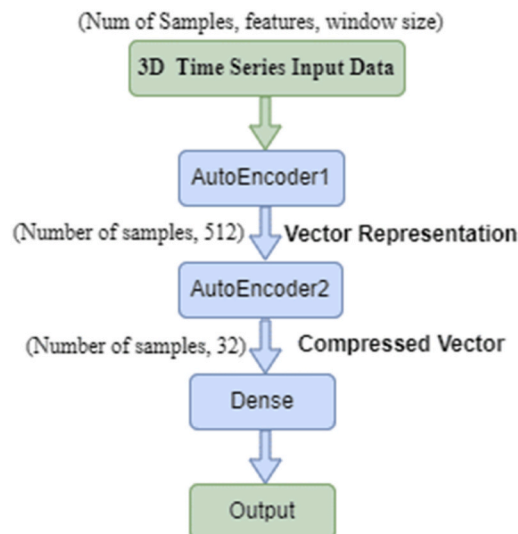 (Num of Samples, features, window size)
3D Time Series Input Data
AutoEncoder1
(Number of samples, 512) Vector Representation
AutoEncoder2
(Number of samples, 32) Compressed Vector
Dense
Output